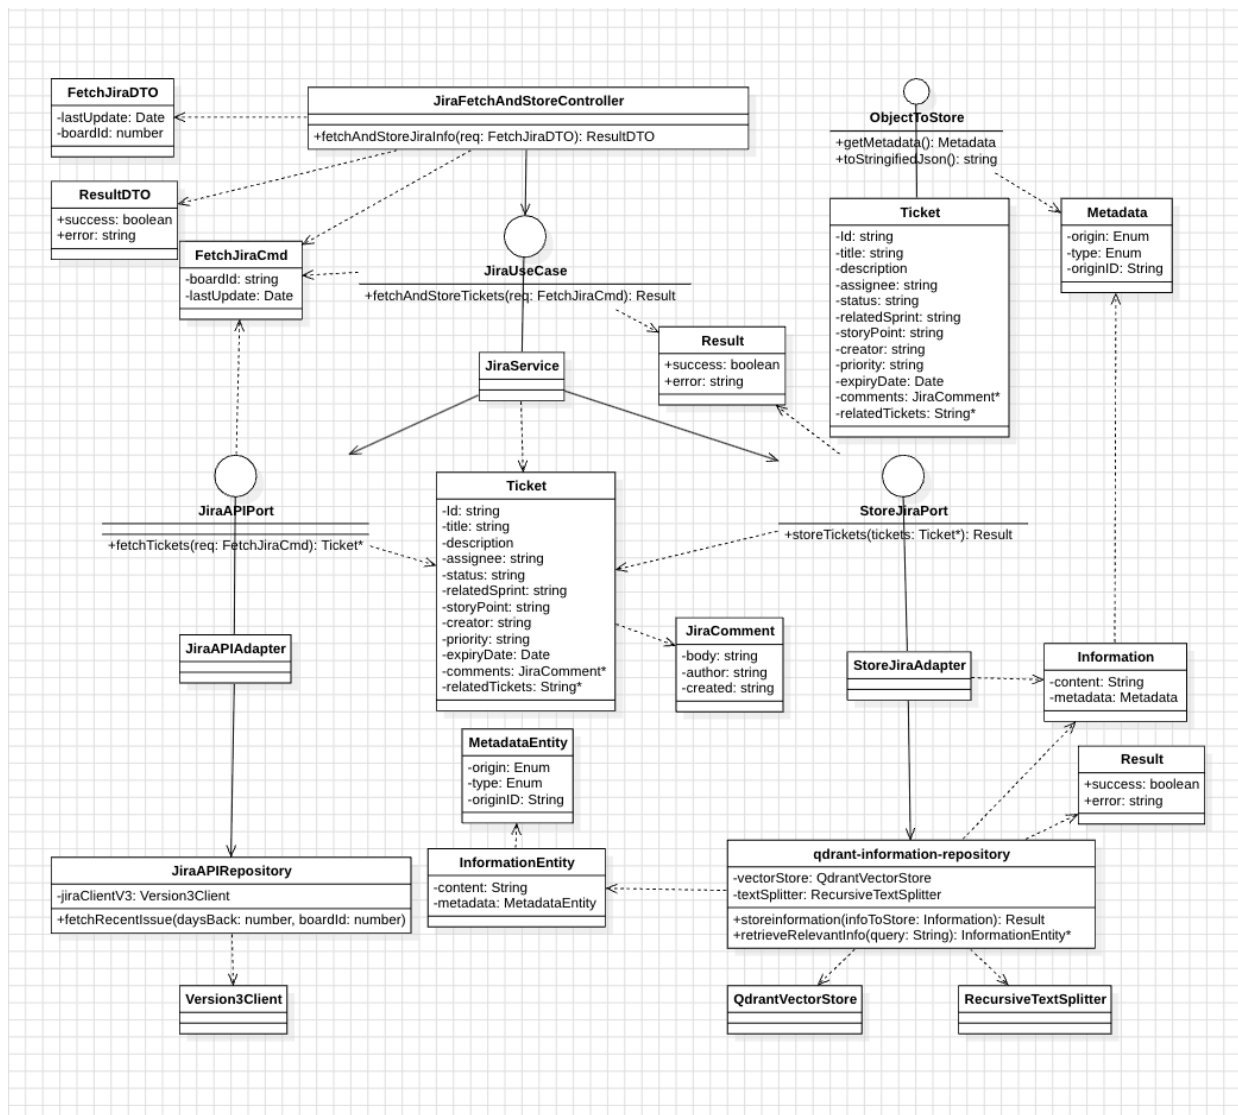 FetchJiraDTO
-lastUpdate: Date
-boardId: number
JiraFetchAndStoreController
+fetchAndStoreJiraInfo(req: FetchJiraDTO): ResultDTO
ObjectToStore
+getMetadata(): Metadata
+toStringifiedJson(): string
ResultDTO
+success: boolean
+error: string
FetchJiraCmd
-boardId: string
-lastUpdate: Date
JiraUseCase
+fetchAndStoreTickets(req: FetchJiraCmd): Result
Ticket
-Id: string
-title: string
-description
-assignee: string
-status: string
-relatedSprint: string
-storyPoint: string
-creator: string
-priority: string
-expiryDate: Date
-comments: JiraComment*
-relatedTickets: String*
Metadata
-origin: Enum
-type: Enum
-originID: String
Result
+success: boolean
+error: string
JiraService
JiraAPIPort
+fetchTickets(req: FetchJiraCmd): Ticket*
Ticket
-Id: string
-title: string
-description
-assignee: string
-status: string
-relatedSprint: string
-storyPoint: string
-creator: string
-priority: string
-expiryDate: Date
-comments: JiraComment*
-relatedTickets: String*
StoreJiraPort
+storeTickets(tickets: Ticket*): Result
JiraComment
-body: string
-author: string
-created: string
JiraAPIAdapter
StoreJiraAdapter
Information
-content: String
-metadata: Metadata
MetadataEntity
-origin: Enum
-type: Enum
-originID: String
Result
+success: boolean
+error: string
JiraAPIRepository
-jiraClientV3: Version3Client
+fetchRecentIssue(daysBack: number, boardId: number)
InformationEntity
-content: String
-metadata: MetadataEntity
qdrant-information-repository
-vectorStore: QdrantVectorStore
-textSplitter: RecursiveTextSplitter
+storeinformation(infoToStore: Information): Result
+retrieveRelevantInfo(query: String): InformationEntity*
Version3Client
QdrantVectorStore
RecursiveTextSplitter